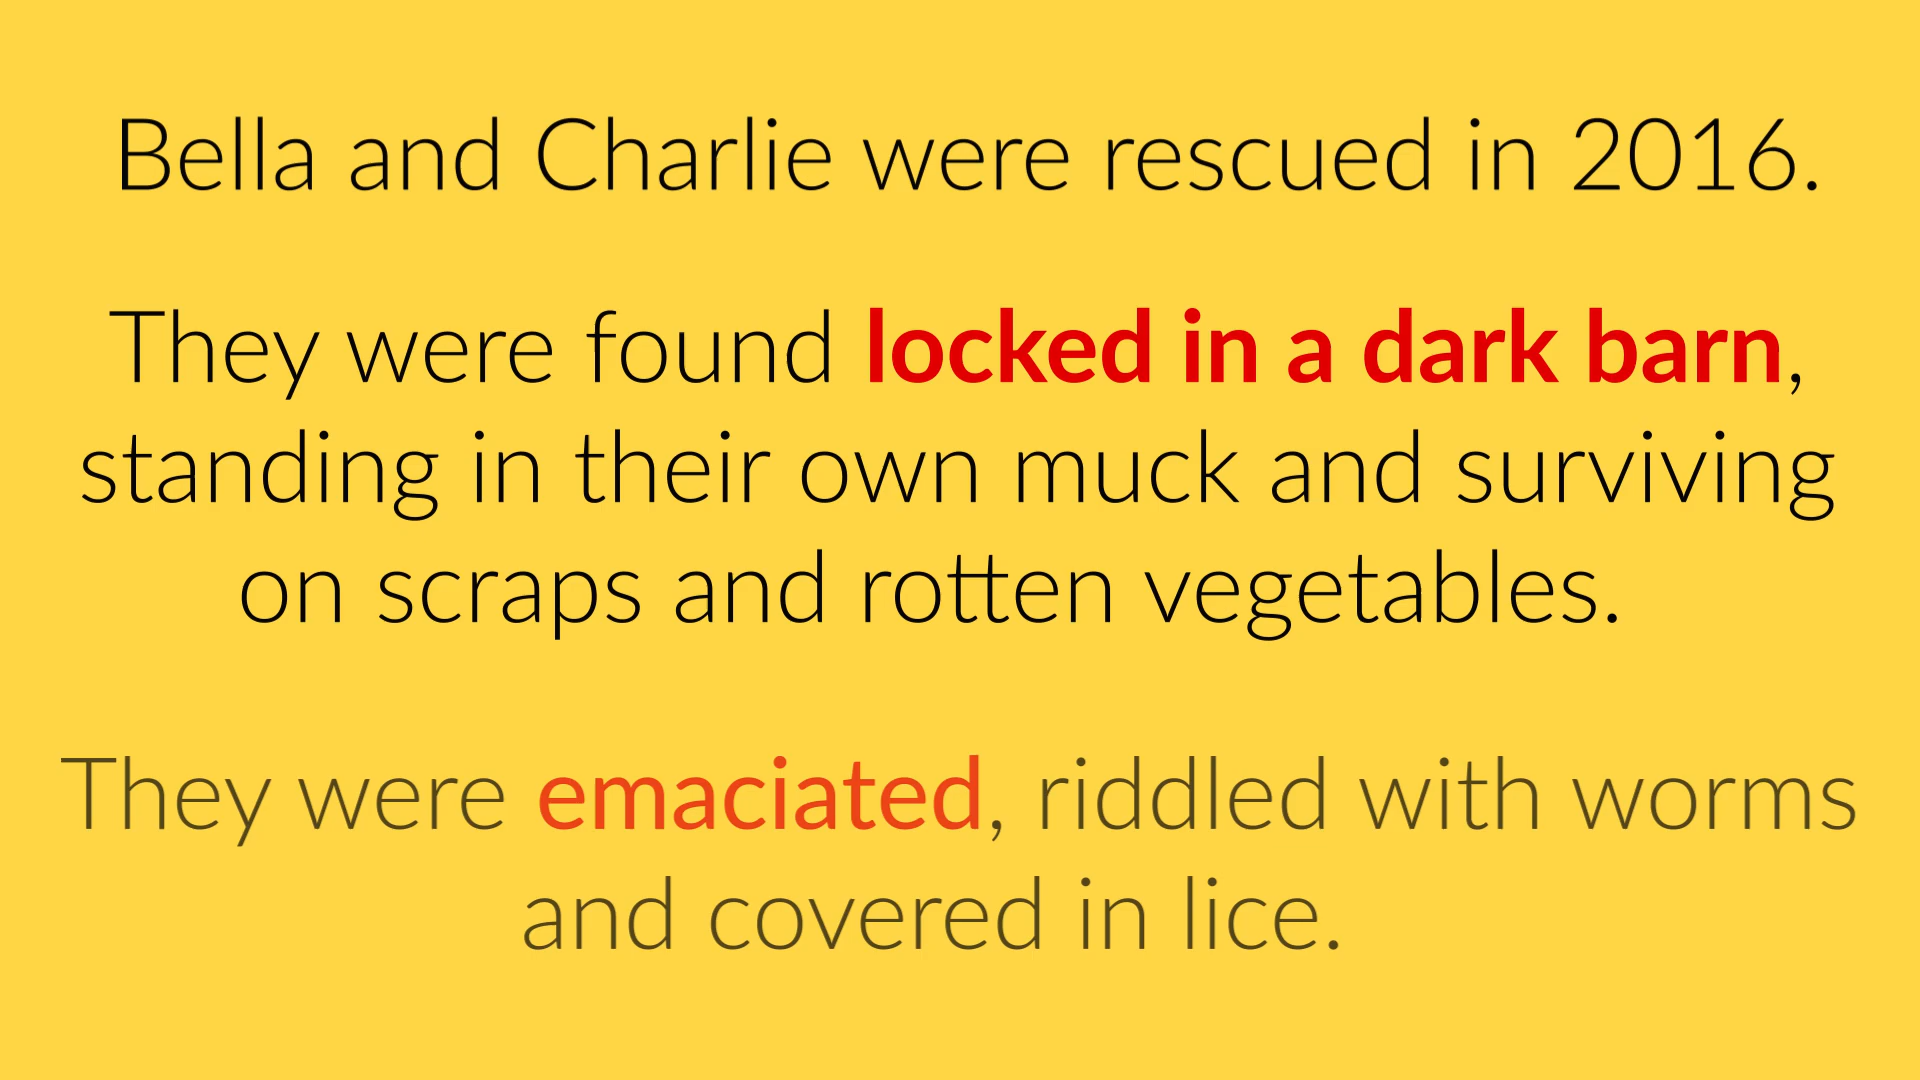 Bella and Charlie were rescued in 2016.
They were found locked in a dark barn,
standing in their own muck and surviving
on scraps and rotten vegetables.
They were emaciated, riddled with worms
and covered in lice.